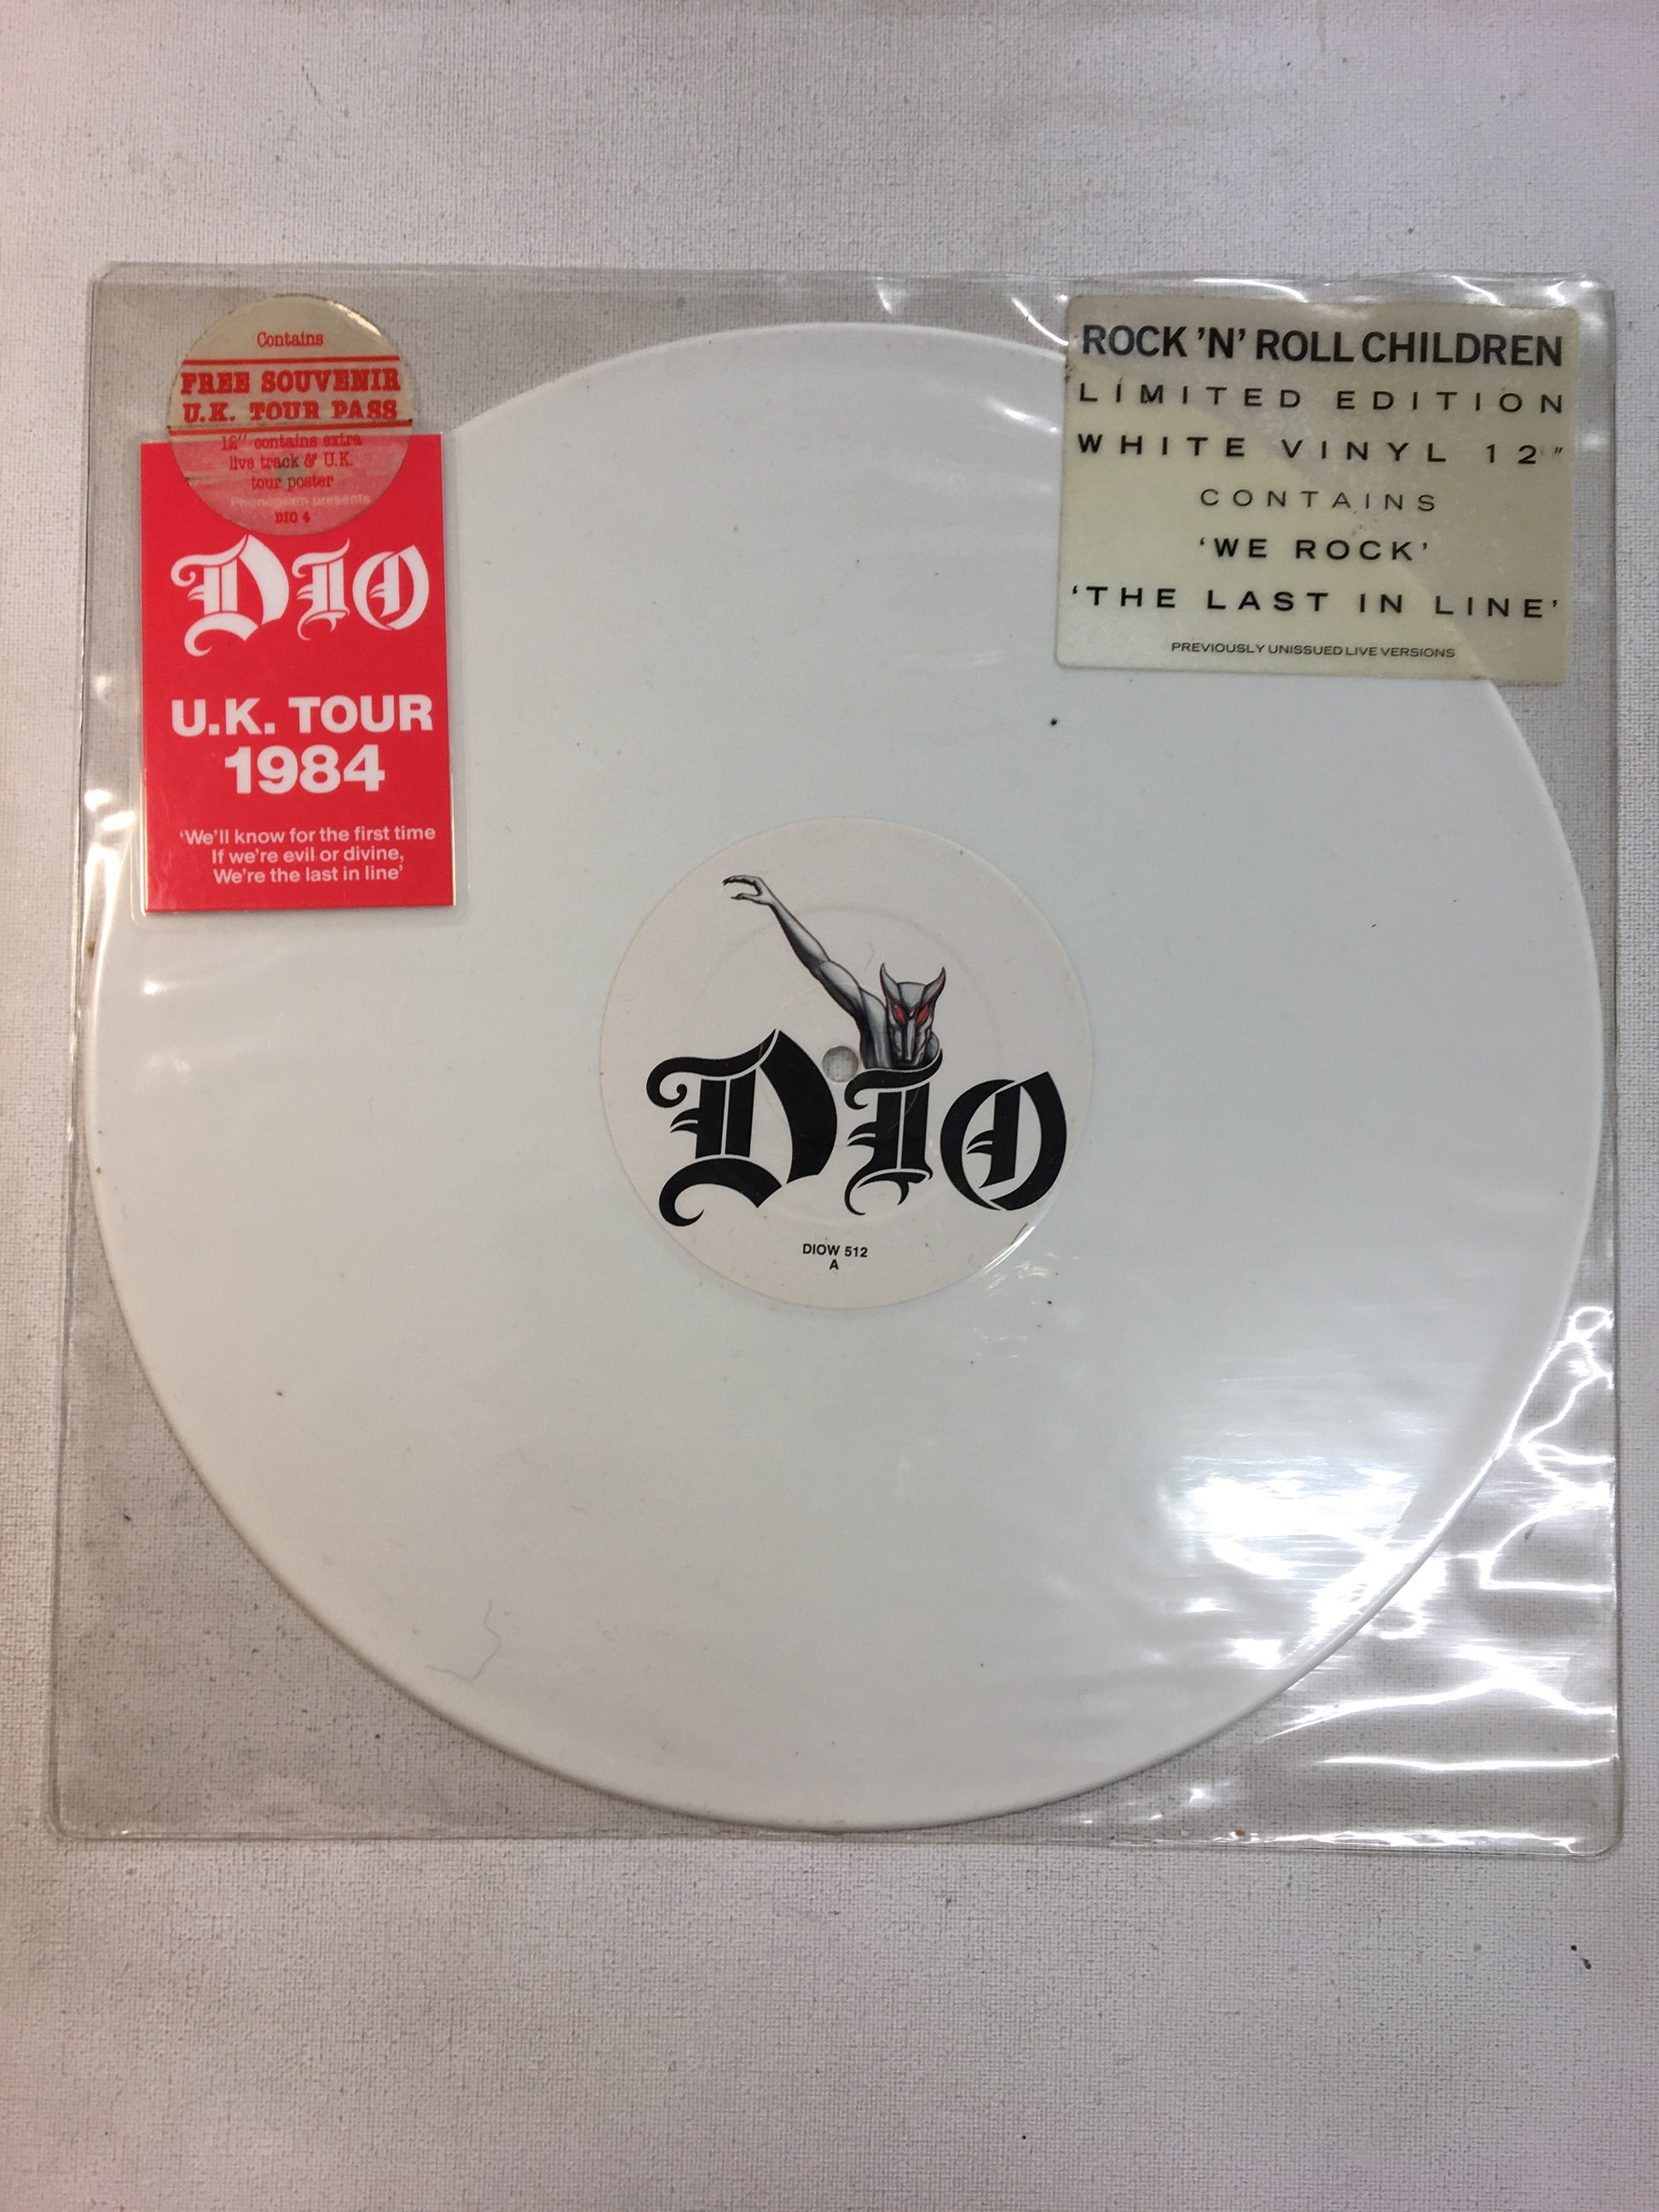 Contains
FREE SOUVENIR
U.K. TOUR PASS
12" contains extra
live track & U.K.
tour poster
Phonogram presents
DIO 4
DIO
U.K. TOUR
1984
‘We’ll know for the first time
If we’re evil or divine,
We’re the last in line’
ROCK ’N’ ROLL CHILDREN
LIMITED EDITION
WHITE VINYL 12"
CONTAINS
‘WE ROCK’
‘THE LAST IN LINE’
PREVIOUSLY UNISSUED LIVE VERSIONS
DIO
DIOW 512
A